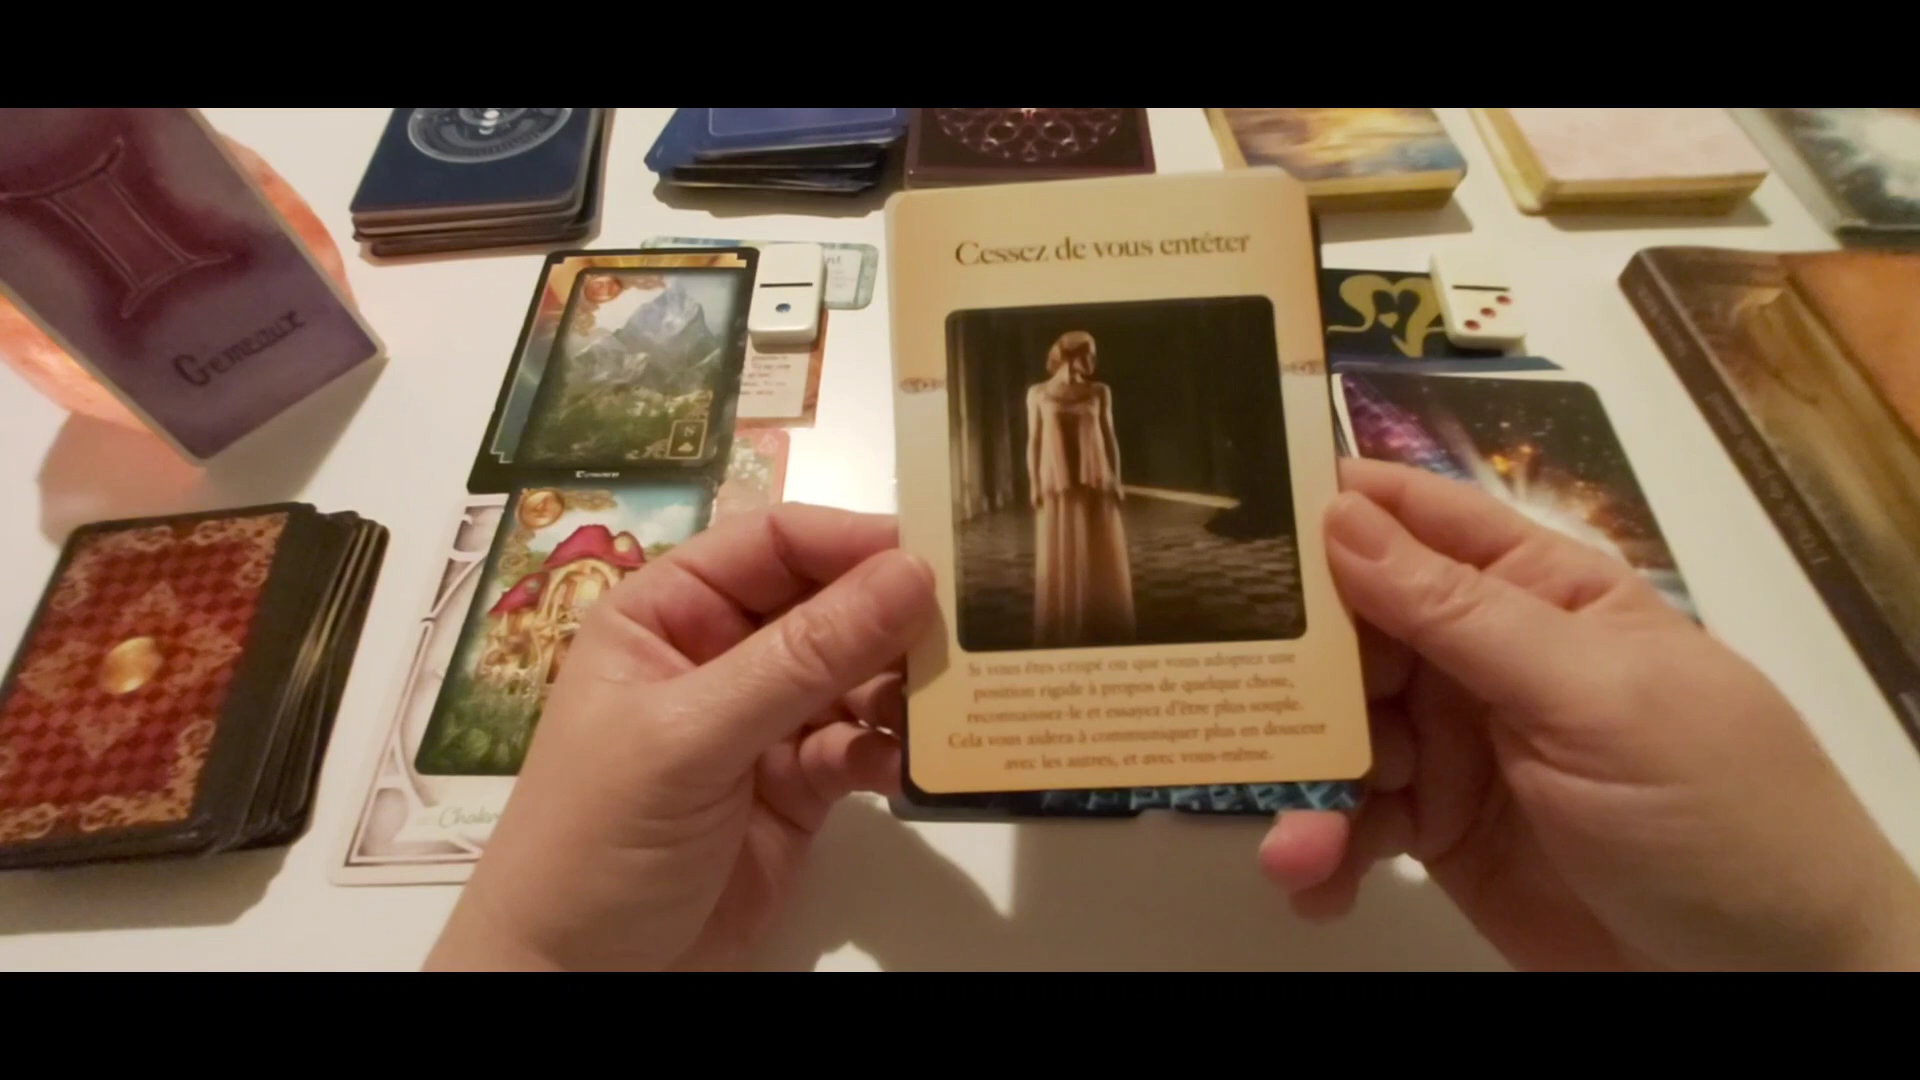 Gemeaux
Cessez de vous entêter
Si vous êtes crispé ou que vous adoptez une
position rigide à propos de quelque chose,
reconnaissez-le et essayez d'être plus souple.
Cela vous aidera à communiquer plus en douceur
avec les autres, et avec vous-même.
N